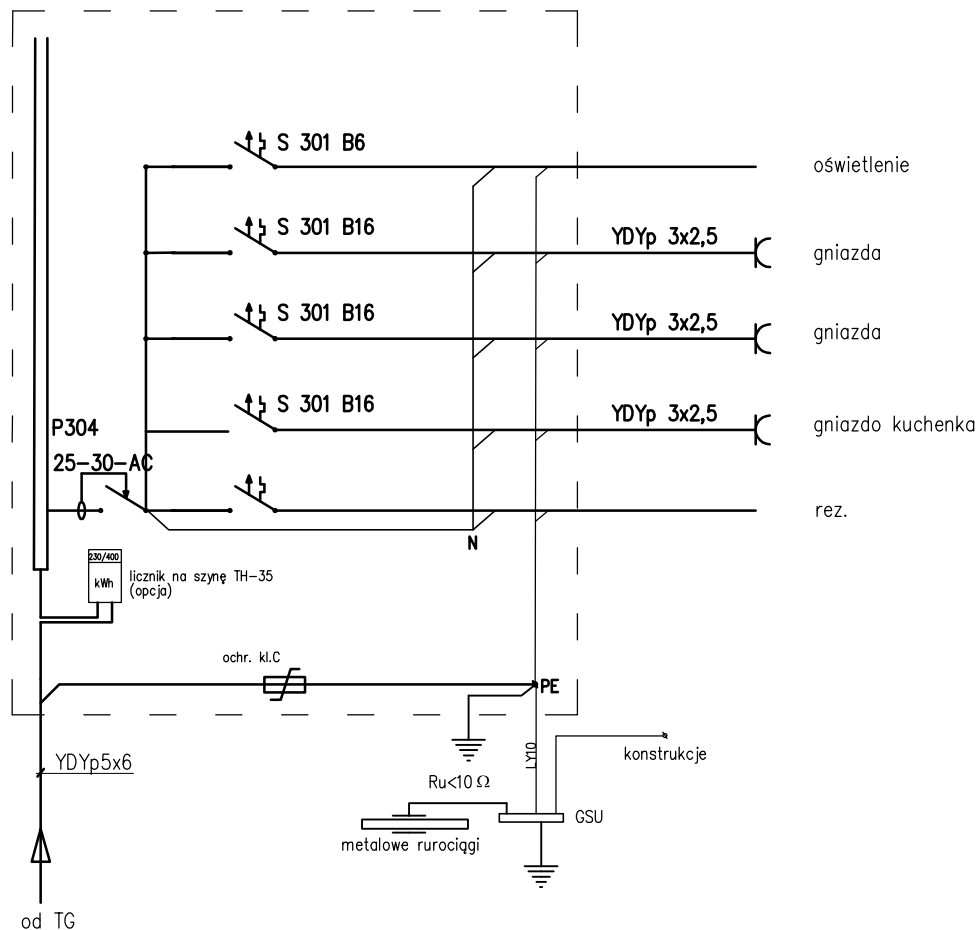 S 301 B6
oświetlenie
S 301 B16
YDYp 3x2,5
gniazda
S 301 B16
YDYp 3x2,5
gniazda
S 301 B16
YDYp 3x2,5
gniazdo kuchenka
P304
25-30-AC
rez.
N
230/400
kWh
licznik na szynę TH-35
(opcja)
ochr. kl.C
PE
YDYp5x6
LY10
konstrukcje
Ru<10 Ω
GSU
metalowe rurociągi
od TG